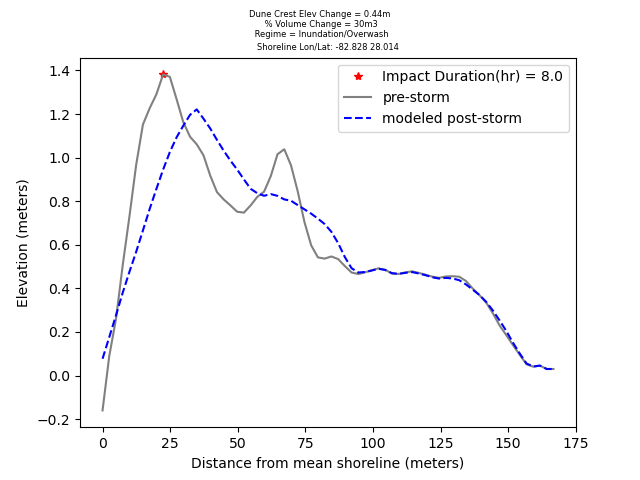 Dune Crest Elev Change = 0.44m
% Volume Change = 30m3
Regime = Inundation/Overwash
Shoreline Lon/Lat: -82.828 28.014
Impact Duration(hr) = 8.0
pre-storm
modeled post-storm
Elevation (meters)
1.4
1.2
1.0
0.8
0.6
0.4
0.2
0.0
−0.2
0 25 50 75 100 125 150 175
Distance from mean shoreline (meters)